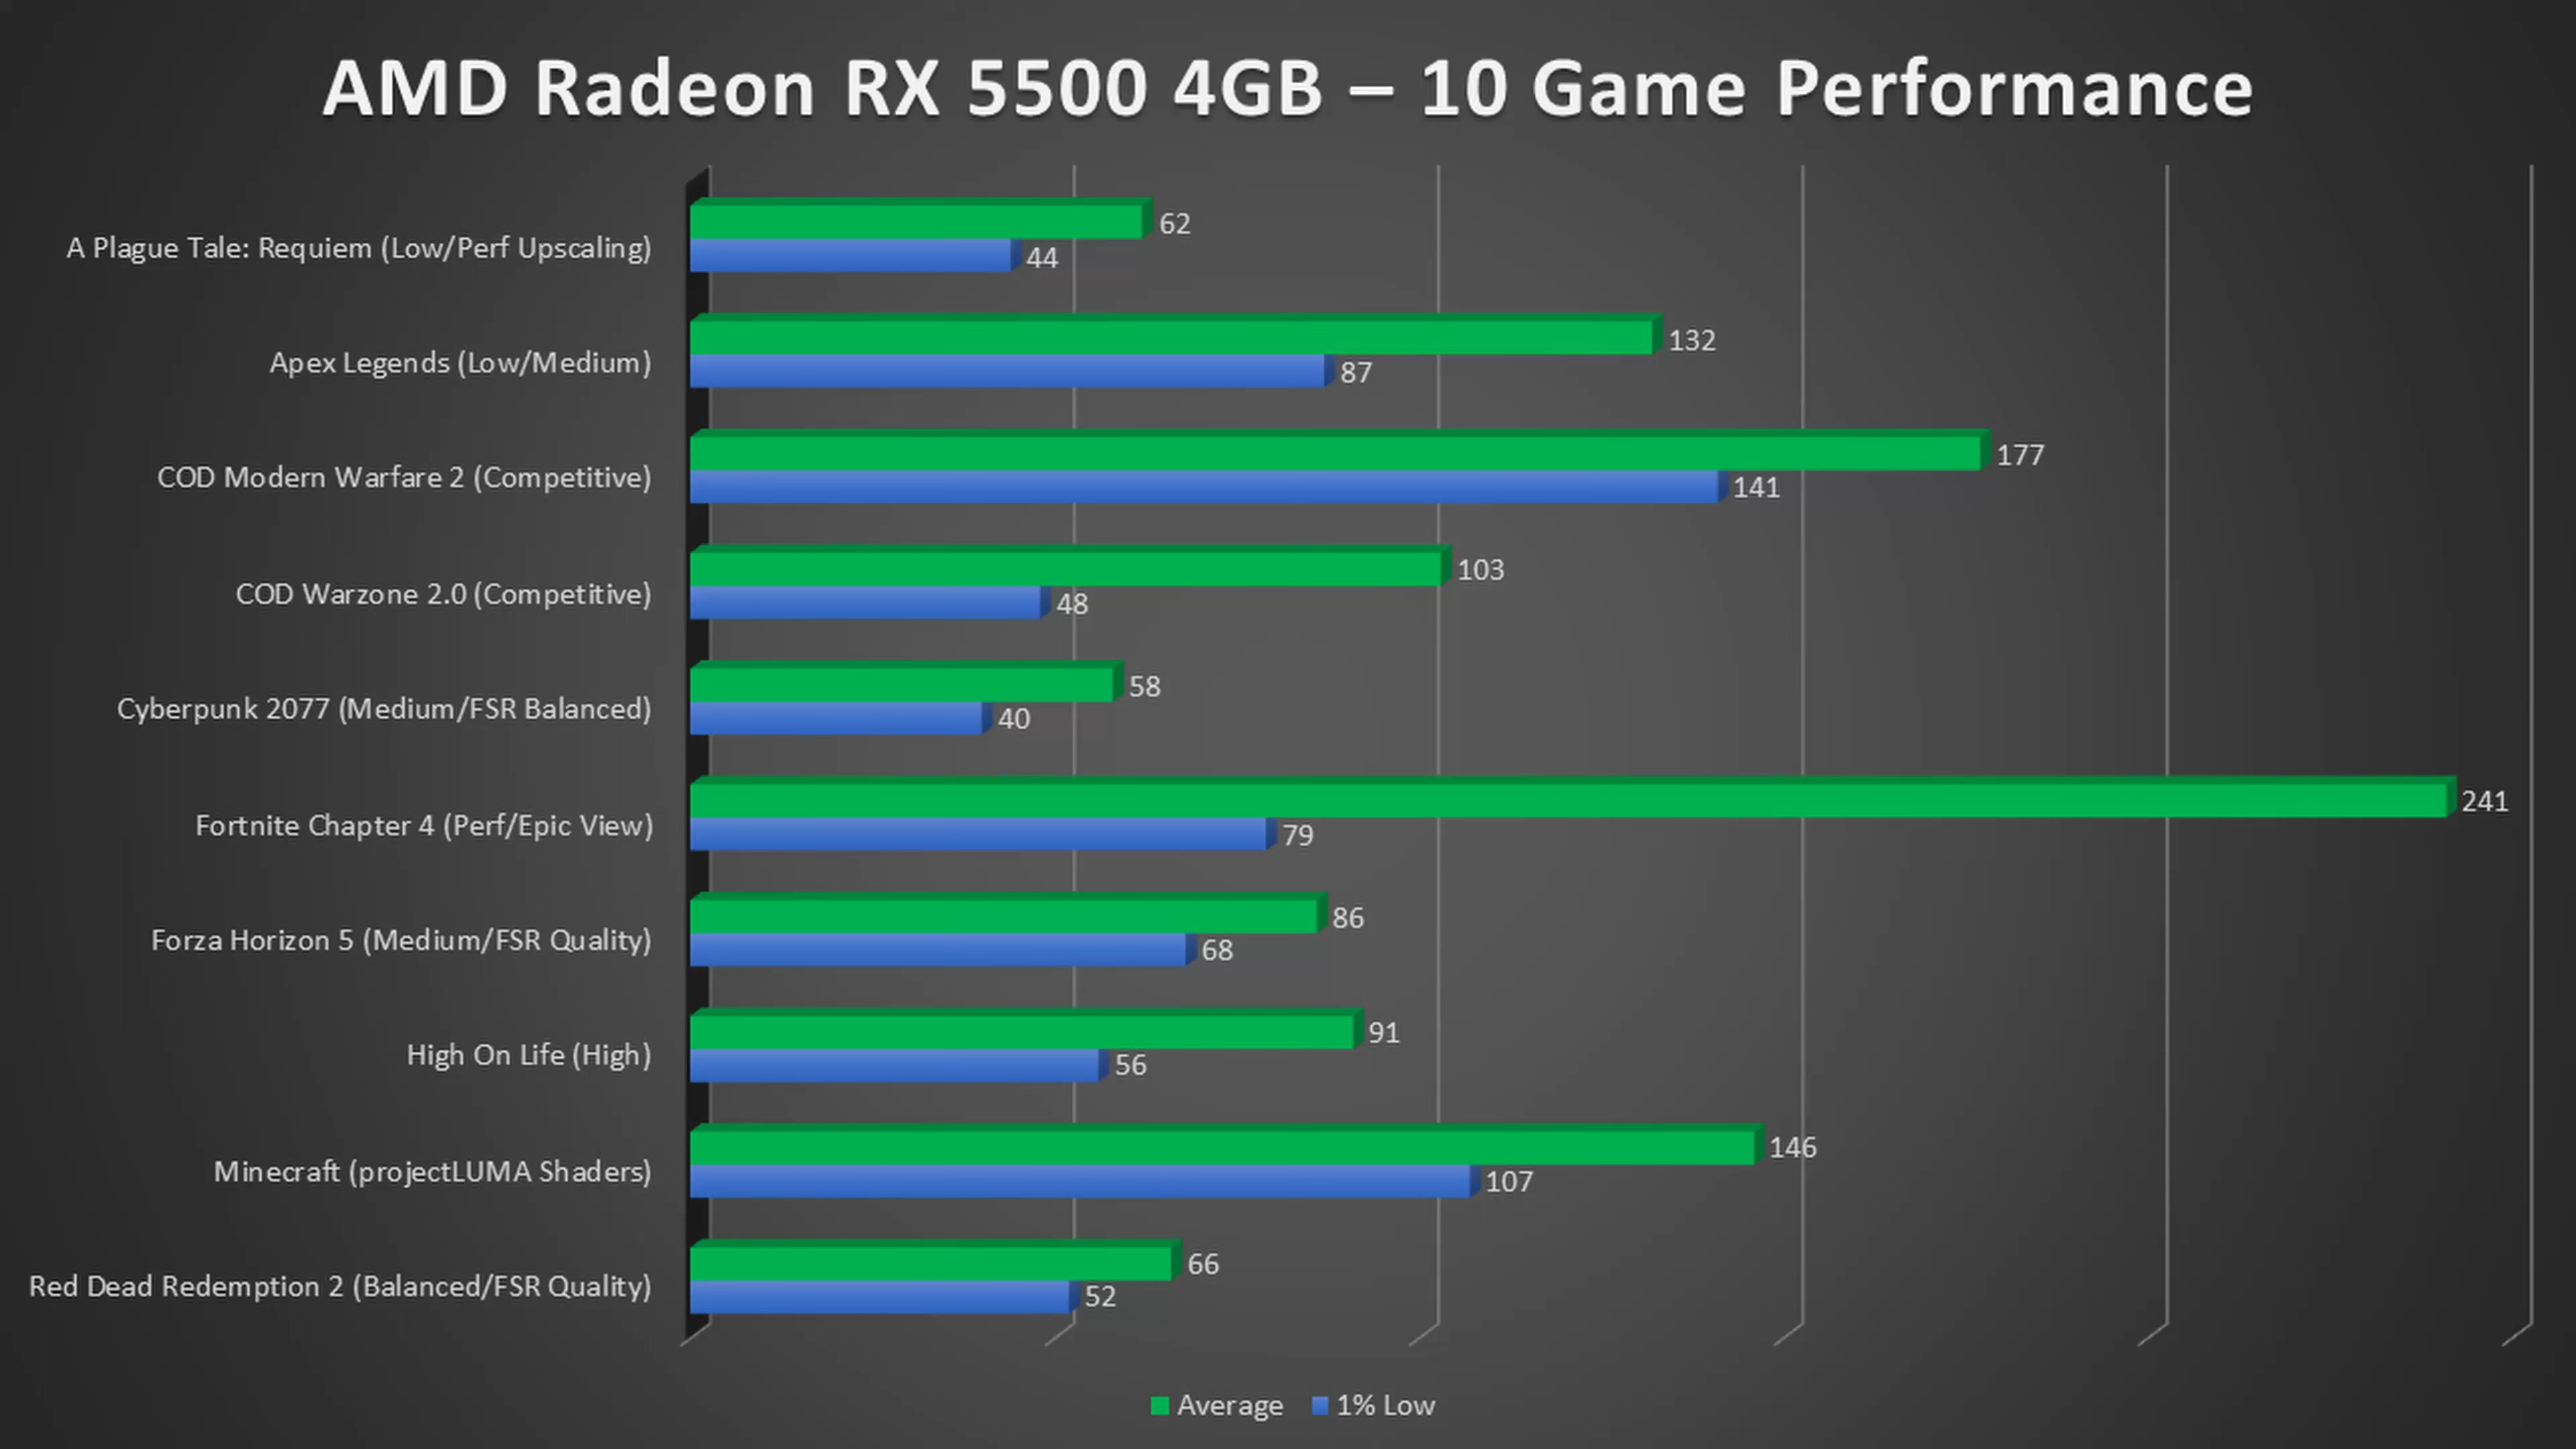 AMD Radeon RX 5500 4GB – 10 Game Performance
A Plague Tale: Requiem (Low/Perf Upscaling)
62
44
Apex Legends (Low/Medium)
132
87
COD Modern Warfare 2 (Competitive)
177
141
COD Warzone 2.0 (Competitive)
103
48
Cyberpunk 2077 (Medium/FSR Balanced)
58
40
Fortnite Chapter 4 (Perf/Epic View)
241
79
Forza Horizon 5 (Medium/FSR Quality)
86
68
High On Life (High)
91
56
Minecraft (projectLUMA Shaders)
146
107
Red Dead Redemption 2 (Balanced/FSR Quality)
66
52
Average 1% Low